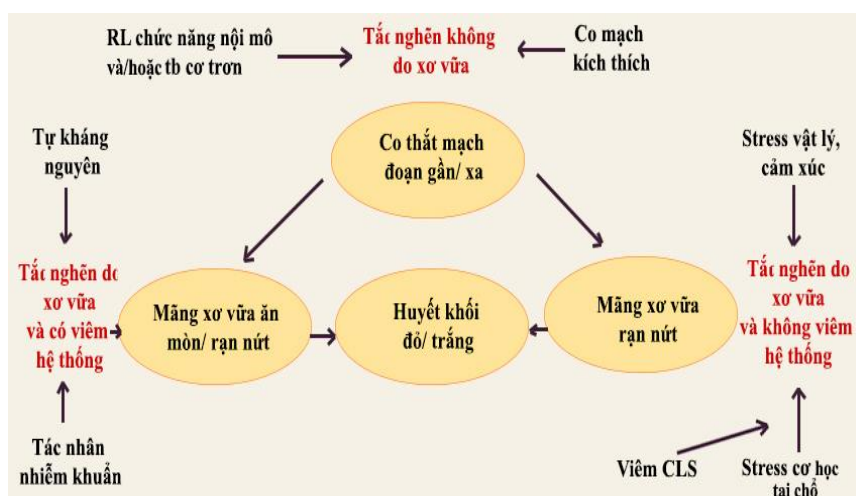 RL chức năng nội mô
và/hoặc tb cơ trơn
Tắc nghẽn không
do xơ vữa
Co mạch
kích thích
Tự kháng
nguyên
Co thắt mạch
đoạn gần/ xa
Stress vật lý,
cảm xúc
Tắc nghẽn do
xơ vữa
và có viêm
hệ thống
Mãng xơ vữa ăn
mòn/ rạn nứt
Huyết khối
đỏ/ trắng
Mãng xơ vữa
rạn nứt
Tắc nghẽn do
xơ vữa
và không viêm
hệ thống
Tác nhân
nhiễm khuẩn
Viêm CLS
Stress cơ học
tại chổ